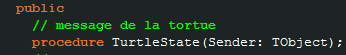 public
// message de la tortue
procedure TurtleState(Sender: TObject);